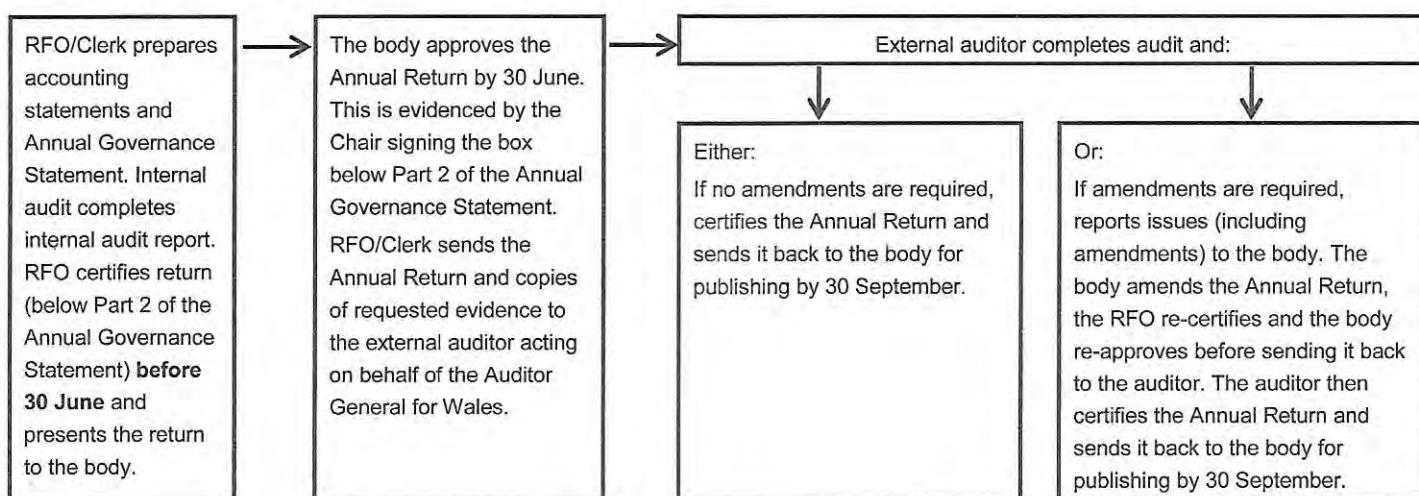 RFO/Clerk prepares
accounting
statements and
Annual Governance
Statement. Internal
audit completes
internal audit report.
RFO certifies return
(below Part 2 of the
Annual Governance
Statement) before
30 June and
presents the return
to the body.
The body approves the
Annual Return by 30 June.
This is evidenced by the
Chair signing the box
below Part 2 of the Annual
Governance Statement.
RFO/Clerk sends the
Annual Return and copies
of requested evidence to
the external auditor acting
on behalf of the Auditor
General for Wales.
External auditor completes audit and:
Either:
If no amendments are required,
certifies the Annual Return and
sends it back to the body for
publishing by 30 September.
Or:
If amendments are required,
reports issues (including
amendments) to the body. The
body amends the Annual Return,
the RFO re-certifies and the body
re-approves before sending it back
to the auditor. The auditor then
certifies the Annual Return and
sends it back to the body for
publishing by 30 September.